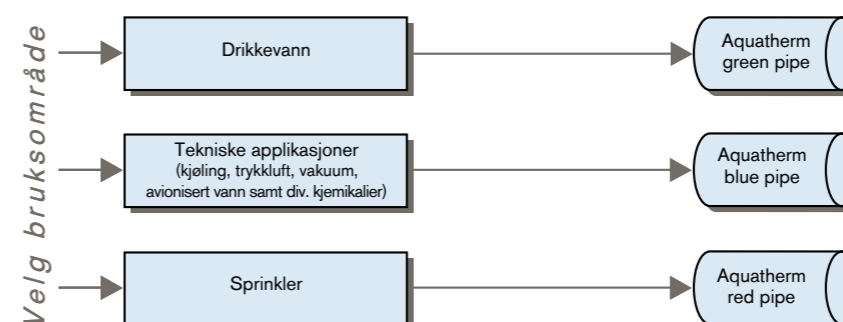 Velg bruksområde
Drikkevann
Aquatherm
green pipe
Tekniske applikasjoner
(kjøling, trykkluft, vakuum,
avionisert vann samt div. kjemikalier)
Aquatherm
blue pipe
Sprinkler
Aquatherm
red pipe